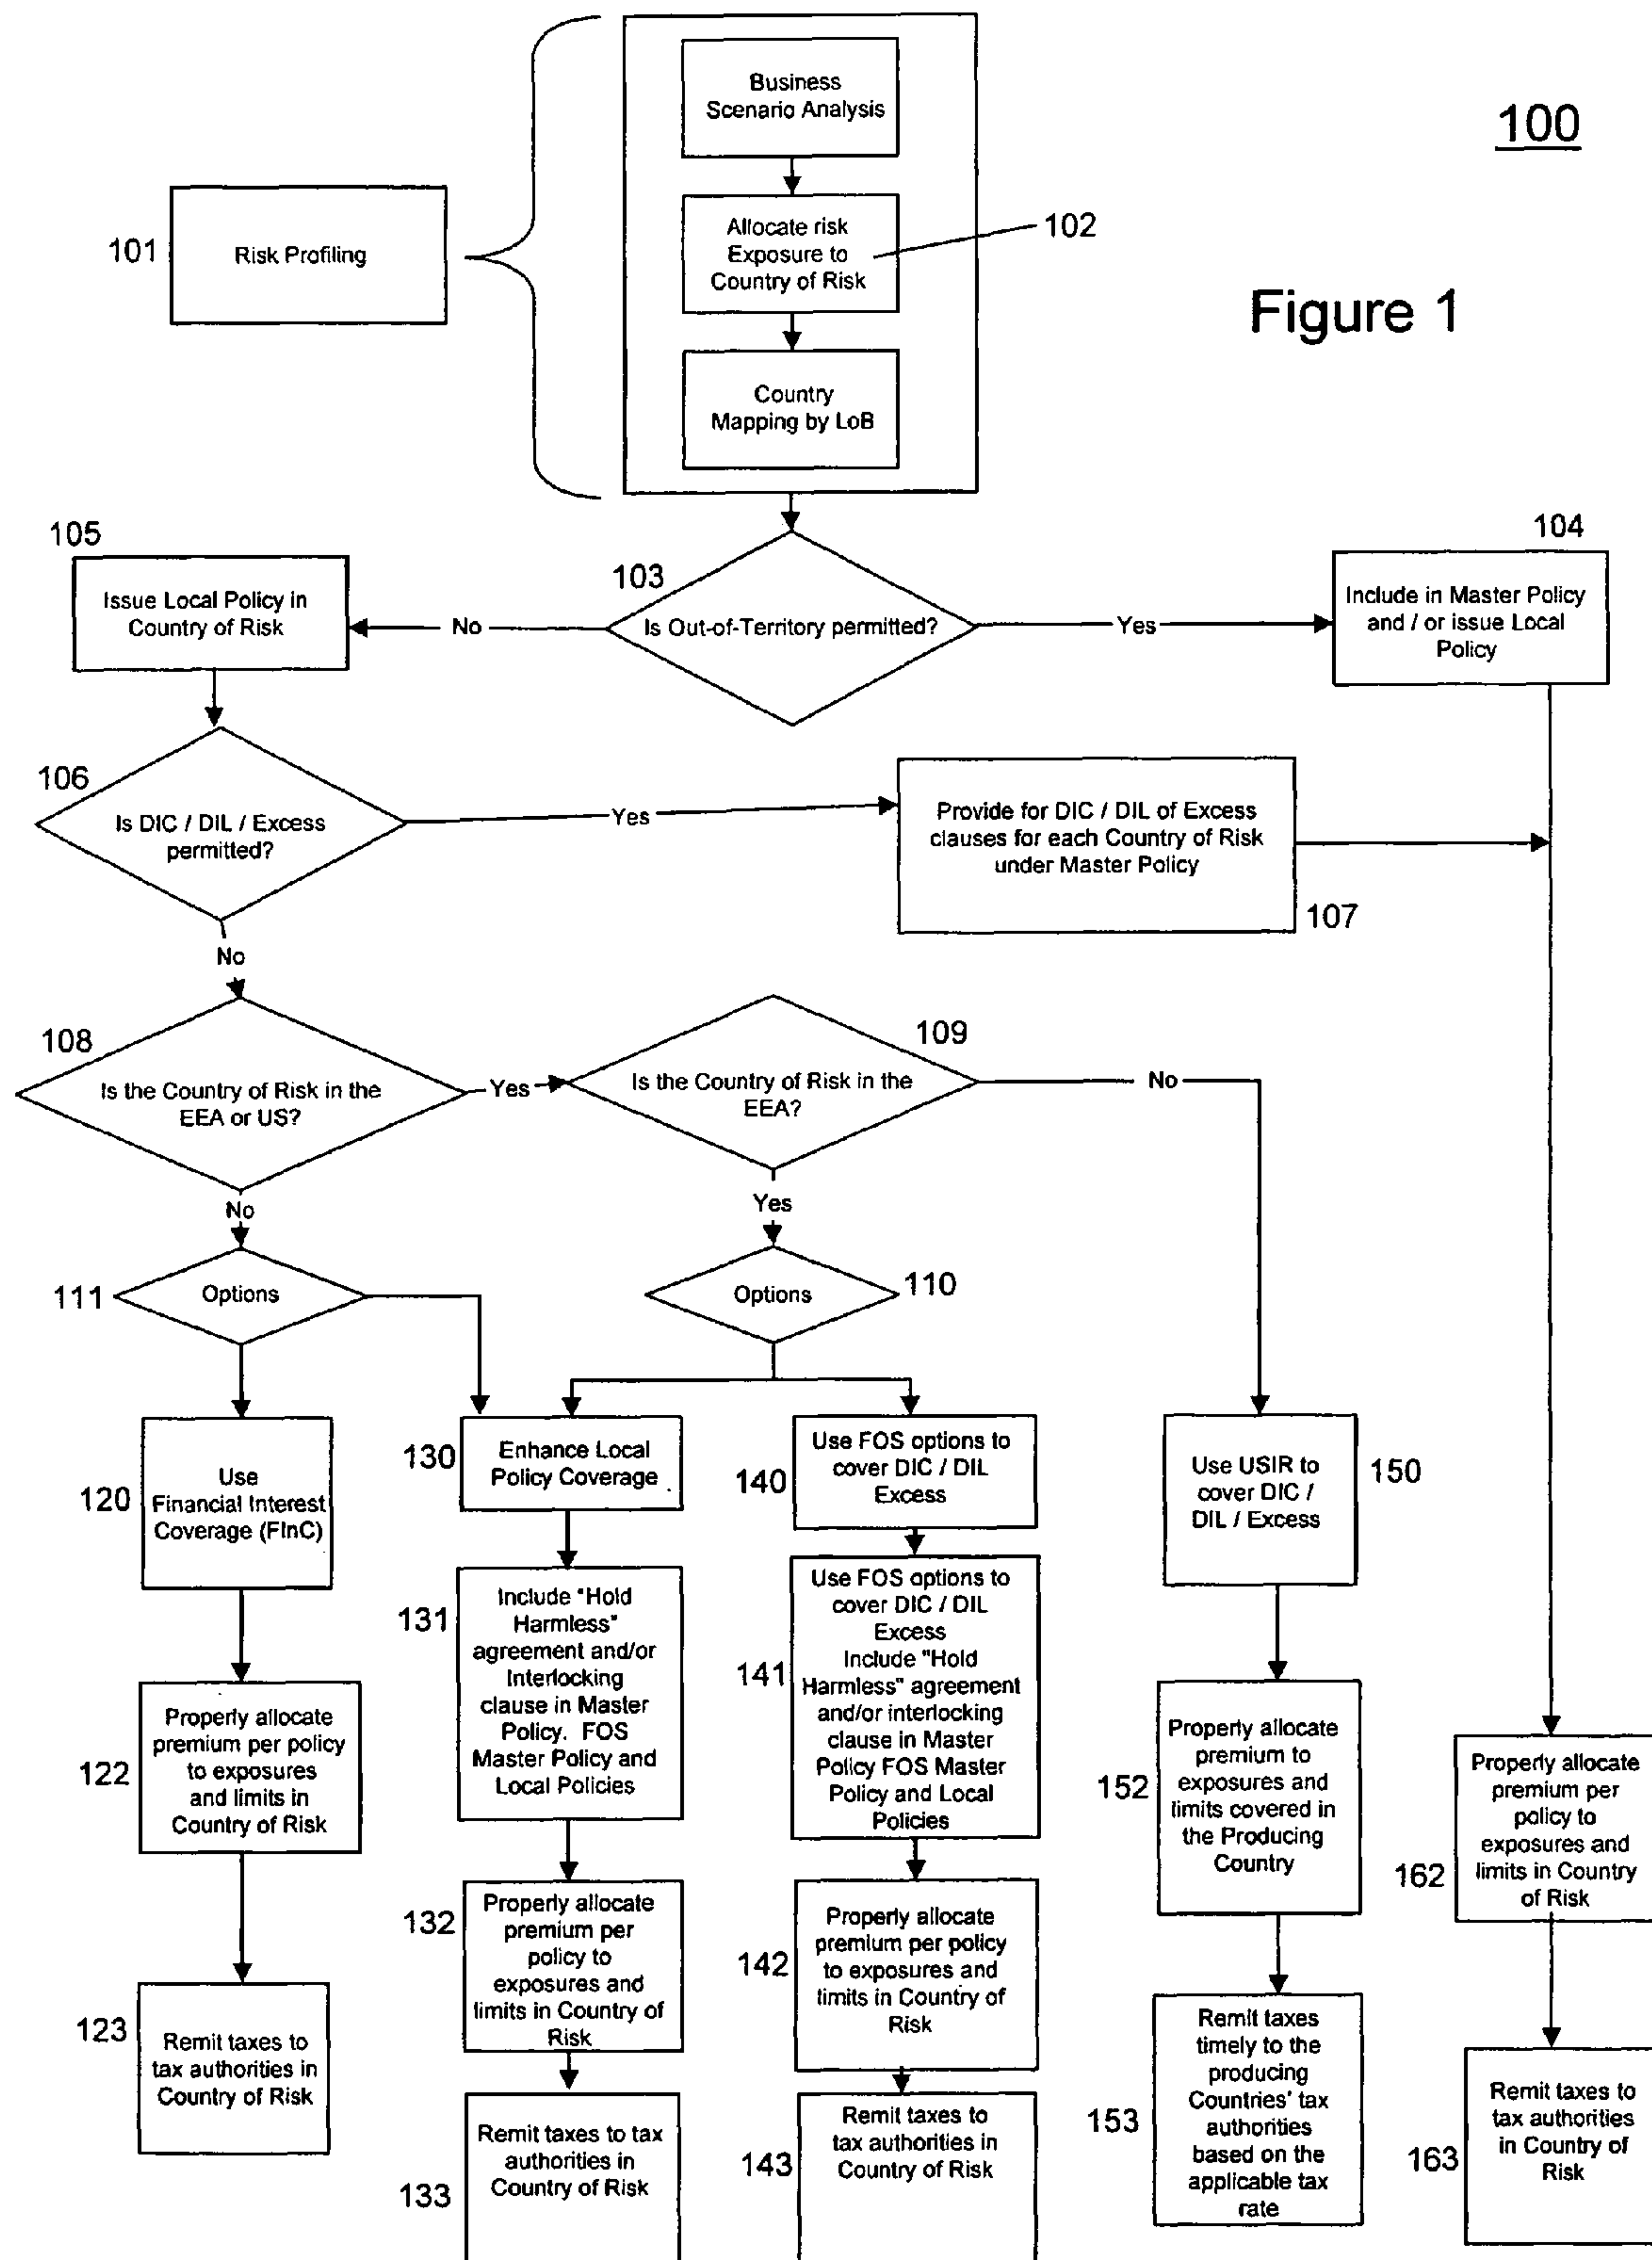 100
Figure 1
Business
Scenario Analysis
101
Risk Profiling
Allocate risk
Exposure to
Country of Risk
102
Country
Mapping by LoB
105
Issue Local Policy in
Country of Risk
No
103
Is Out-of-Territory permitted?
Yes
104
Include in Master Policy
and / or issue Local
Policy
106
Is DIC / DIL / Excess
permitted?
Yes
Provide for DIC / DIL of Excess
clauses for each Country of Risk
under Master Policy
107
No
108
Is the Country of Risk in the
EEA or US?
Yes
109
Is the Country of Risk in the
EEA?
No
No
Yes
111
Options
Options
110
120
Use
Financial Interest
Coverage (FInC)
130
Enhance Local
Policy Coverage
140
Use FOS options to
cover DIC / DIL
Excess
Use USIR to
cover DIC /
DIL / Excess
150
131
Include "Hold
Harmless"
agreement and/or
Interlocking
clause in Master
Policy. FOS
Master Policy and
Local Policies
141
Use FOS options to
cover DIC / DIL
Excess
Include "Hold
Harmless" agreement
and/or interlocking
clause in Master
Policy FOS Master
Policy and Local
Policies
122
Properly allocate
premium per policy
to exposures
and limits in
Country of Risk
152
Properly allocate
premium to
exposures and
limits covered in
the Producing
Country
162
Properly allocate
premium per
policy to
exposures and
limits in Country
of Risk
132
Properly allocate
premium per
policy to
exposures and
limits in Country of
Risk
142
Properly allocate
premium per policy
to exposures and
limits in Country of
Risk
123
Remit taxes to
tax authorities in
Country of Risk
133
Remit taxes to tax
authorities in
Country of Risk
143
Remit taxes to
tax authorities in
Country of Risk
153
Remit taxes
timely to the
producing
Countries' tax
authorities
based on the
applicable tax
rate
163
Remit taxes to
tax authorities
in Country of
Risk